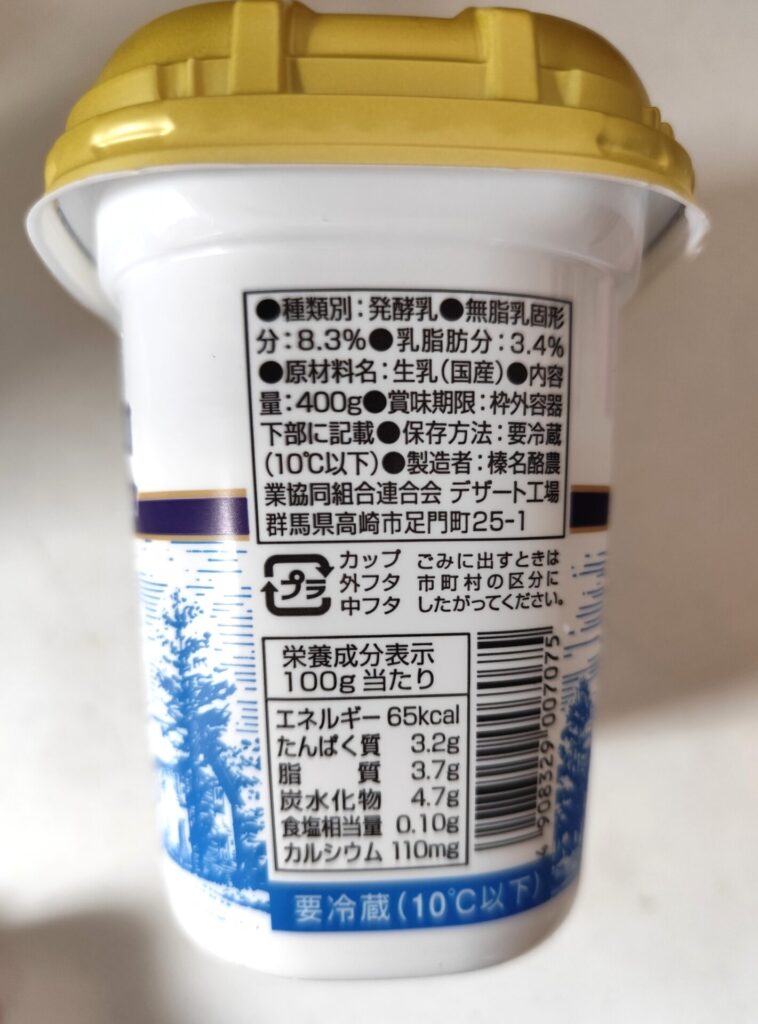 ●種類別：発酵乳●無脂乳固形
分：8.3%●乳脂肪分：3.4%
●原材料名：生乳（国産）●内容
量：400g●賞味期限：枠外容器
下部に記載●保存方法：要冷蔵
（10℃以下）●製造者：榛名酪農
業協同組合連合会 デザート工場
群馬県高崎市足門町25-1
プラ
カップ
外フタ
中フタ
ごみに出すときは
市町村の区分に
したがってください。
栄養成分表示
100g当たり
エネルギー 65kcal
たんぱく質 3.2g
脂質 3.7g
炭水化物 4.7g
食塩相当量 0.10g
カルシウム 110mg
4 908329 007075
要冷蔵（10℃以下）